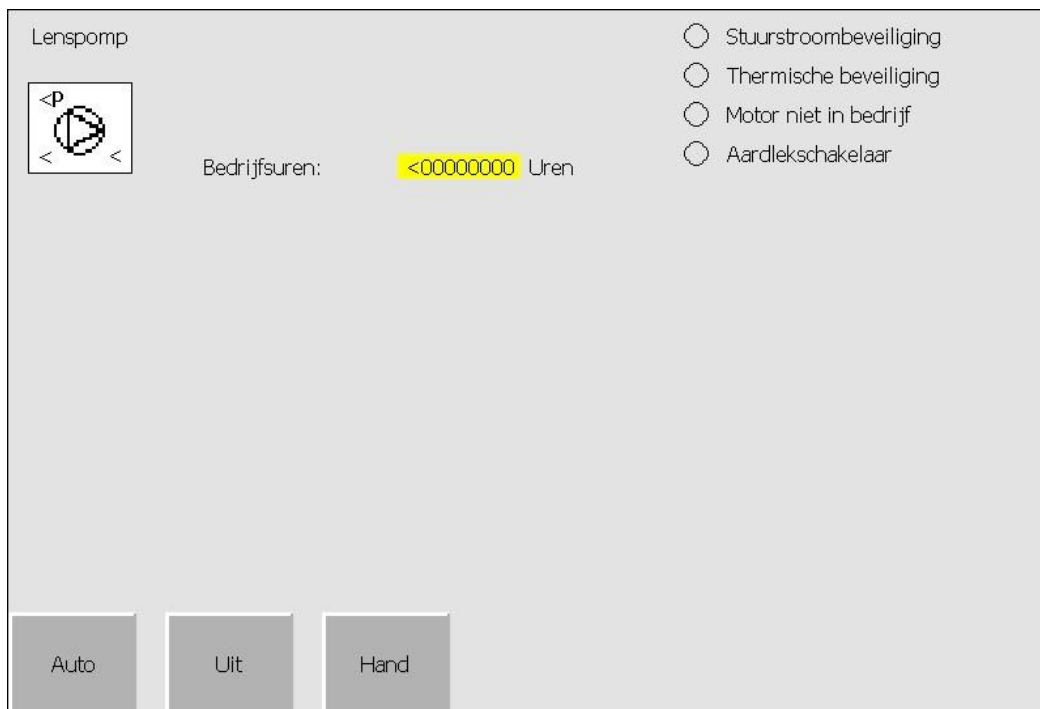 Lenspomp
<P
< <
Bedrijfsuren: <00000000 Uren
Stuurstroombeveiliging
Thermische beveiliging
Motor niet in bedrijf
Aardlekschakelaar
Auto
Uit
Hand